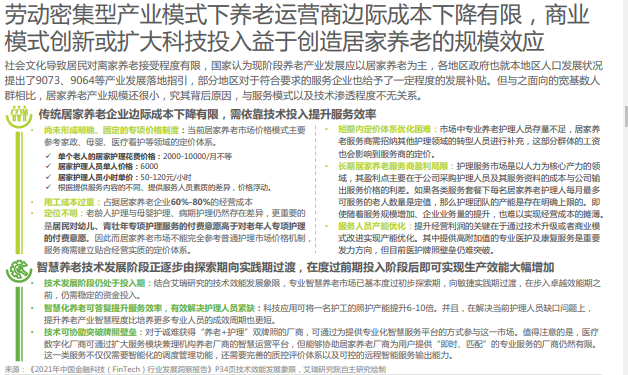 劳动密集型产业模式下养老运营商边际成本下降有限，商业
模式创新或扩大科技投入益于创造居家养老的规模效应
社会文化导致居民对离家养老接受程度有限，国家认为现阶段养老产业发展应以居家养老为主，各地区政府也就本地区人口发展状况
提出了9073、9064等产业发展落地指引，部分地区对于符合要求的服务企业也给予了一定程度的发展补贴。但与之面向的宽基数人
群相比，居家养老产业规模还很小，究其背后原因，与服务模式以及技术渗透程度不无关系。
传统居家养老企业边际成本下降有限，需依靠技术投入提升服务效率
• 尚未形成明确、固定的专项价格制度：当前居家养老市场价格模式主要
参考家政、母婴、医疗看护等领域的定价体系。
✓ 单个老人的居家护理花费价格：2000-10000/月不等
✓ 居家护理人员单人价格：6000
✓ 居家护理人员小时单价：50-120元/小时
✓ 根据提供服务内容的不同、提供服务人员素质的差异，价格浮动。
• 用工成本过重：占据居家养老企业60%-80%的经营成本
• 定位不明：老龄人护理与母婴护理、病期护理仍然存在差异，更重要的
是居民对幼儿、青壮年专项护理服务的付费意愿高于对老年人专项护理
的付费意愿。因此而居家养老市场不能完全参考普通护理市场价格机制，
服务商需建立贴合经营实质的定价体系。
• 短期内定价体系优化困难：市场中专业养老护理人员存量不足，居家养
老服务商需招纳其他护理领域的转型人员进行补充，这部分群体的工资
也会影响到服务商的定价。
• 长期居家养老服务商盈利局限：护理服务市场是以人力为核心产力的领
域，其盈利点主要在于公司采购护理人员及其服务资料的成本与公司输
出服务价格的利差。如果各类服务套餐下每名居家养老护理人每月最多
可服务的老人数量是定值，那么护理团队的产能是存在明确上限的。即
使随着服务规模增加、企业业务量的提升，也难以实现经营成本的摊薄。
• 服务人员产能优化：提升经营利润的关键在于通过技术升级或者商业模
式改进实现产能优化。其中提供高附加值的专业医护及康复服务是重要
发力方向，但目前医护牌照壁垒仍难突破。
智慧养老技术发展阶段正逐步由探索期向实践期过渡，在度过前期投入阶段后即可实现生产效能大幅增加
• 技术发展阶段仍处于投入期：结合艾瑞研究的技术效能发展象限，专业智慧养老市场已基本度过初步探索期，向敏捷实践期过渡，在步入卓越效能期之
前，仍需稳定的资金投入。
• 智慧化养老可答复提升服务效率，有效解决护理人员紧缺：科技应用可将一名护工的照护产能提升6-10倍。并且，在解决当前护理人员缺口问题上，
提升养老产业智慧程度比培养更多专业人员的成效周期也更短。
• 技术可协助突破牌照壁垒：对于诚难获得“养老+护理”双牌照的厂商，可通过为提供专业化智慧服务平台的方式参与这一市场。值得注意的是，医疗
数字化厂商可通过扩大服务模块兼理机构养老厂商的智慧运营平台，但能够协助居家养老厂商为用户提供“即时、匹配”的专业服务的厂商仍然有限。
这一类服务不仅仅需要智能化的调度管理功能，还需要完善的质控评价体系以及可控的远程智能服务输出能力。
来源：《2021年中国金融科技（FinTech）行业发展洞察报告》P34页技术效能发展象限，艾瑞研究院自主研究绘制